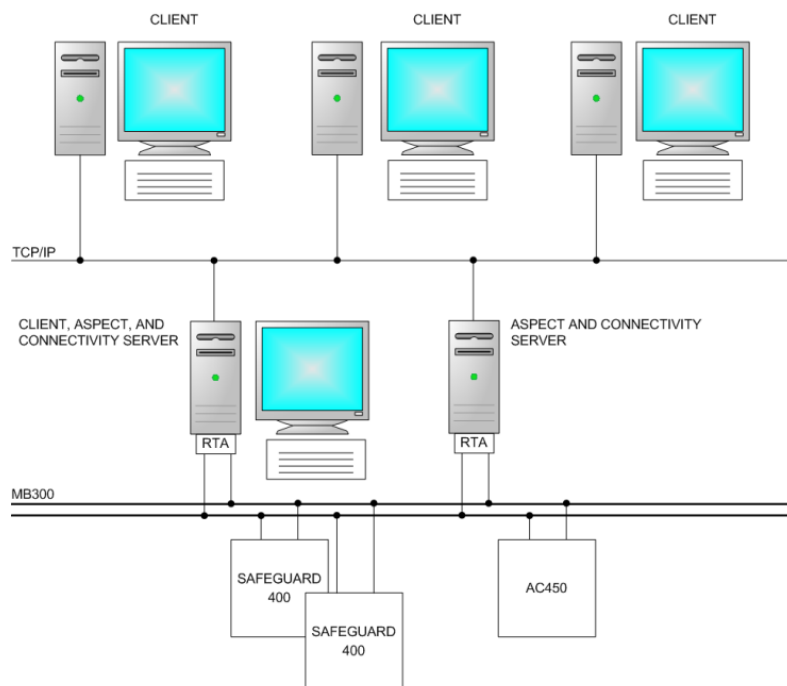 CLIENT
CLIENT
CLIENT
TCP/IP
CLIENT, ASPECT, AND
CONNECTIVITY SERVER
ASPECT AND CONNECTIVITY
SERVER
RTA
RTA
MB300
SAFEGUARD
400
AC450
SAFEGUARD
400